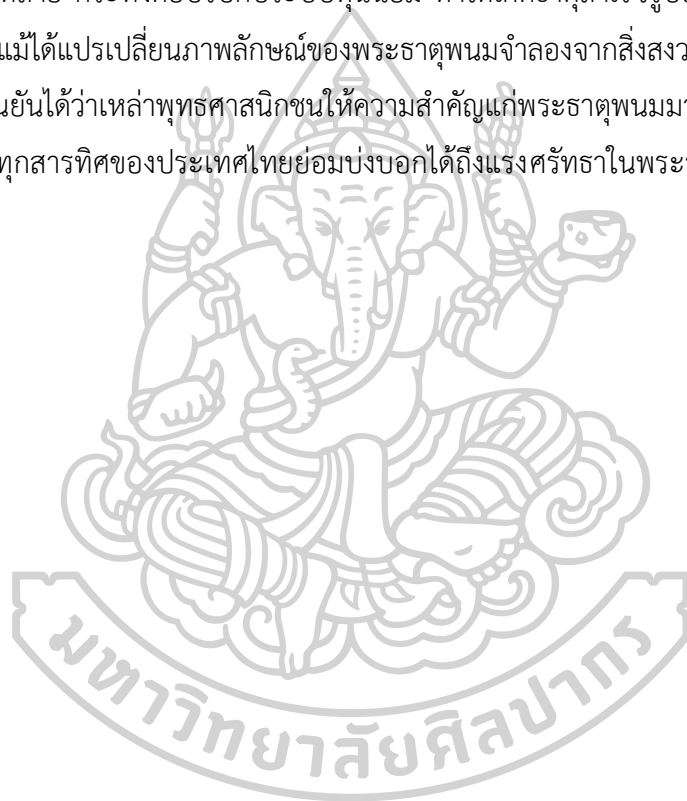 แม้ได้แปรเปลี่ยนภาพลักษณ์ของพระธาตุพนมจำลองจากสิ่งสงว
นยันได้ว่าเหล่าพุทธศาสนิกชนให้ความสำคัญแก่พระธาตุพนมมา
ทุกสารทิศของประเทศไทยย่อมบ่งบอกได้ถึงแรงศรัทธาในพระ
มหาวิทยาลัยศิลปากร